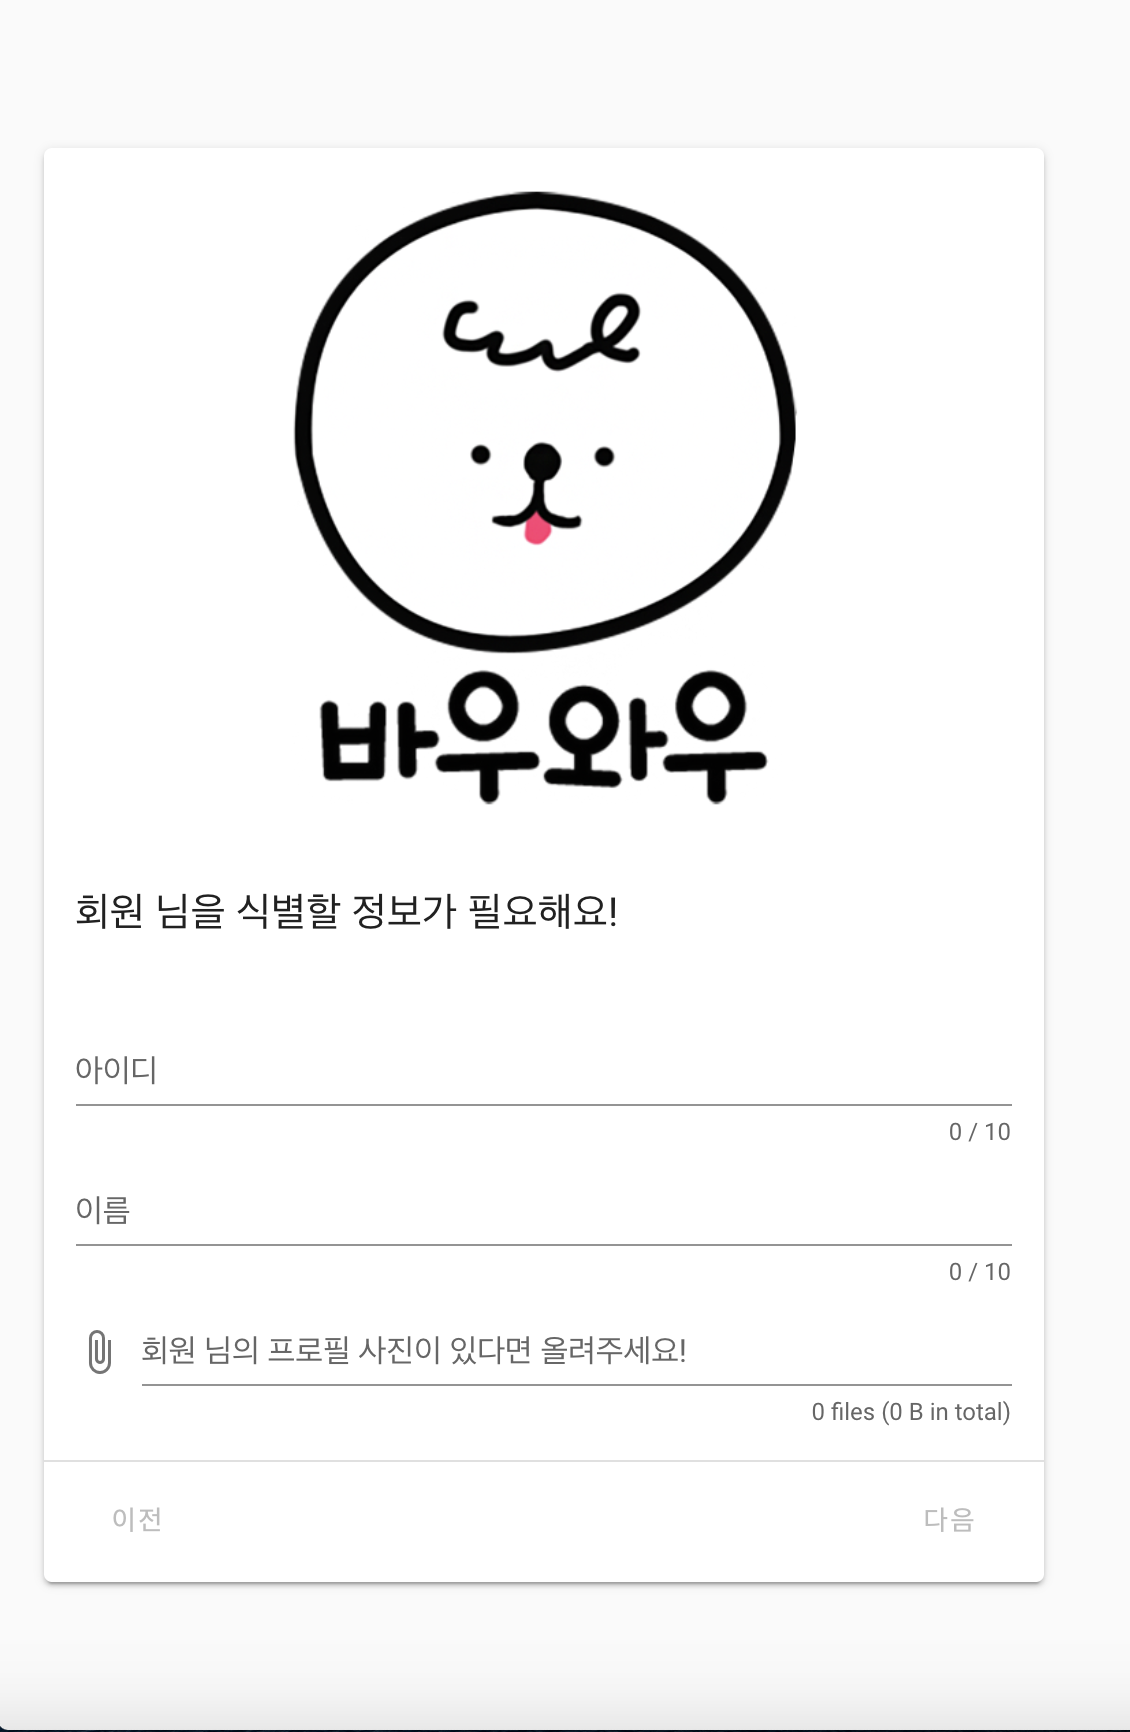 바우와우
회원 님을 식별할 정보가 필요해요!
아이디
0 / 10
이름
0 / 10
회원 님의 프로필 사진이 있다면 올려주세요!
0 files (0 B in total)
이전
다음